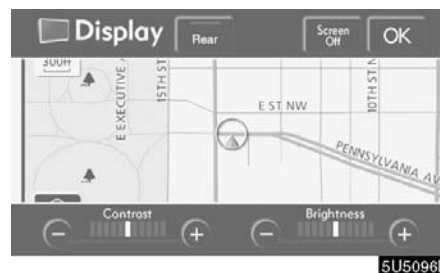 Display
Rear
Screen
Off
OK
300ft
E EXECUTIVE A
15TH ST
E ST NW
10TH ST N
PENNSYLVANIA AV
Contrast
Brightness
− +
− +
5U5096